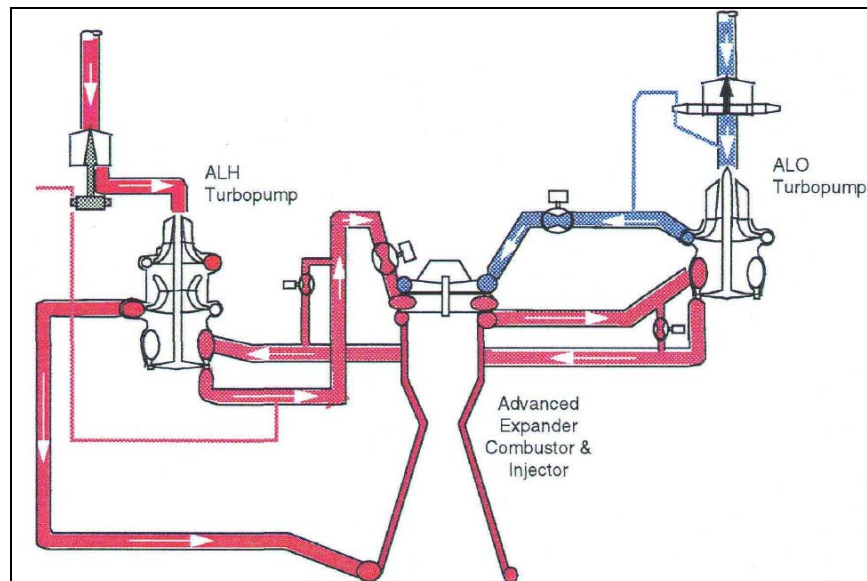 ALH
Turbopump
ALO
Turbopump
Advanced
Expander
Combustor &
Injector